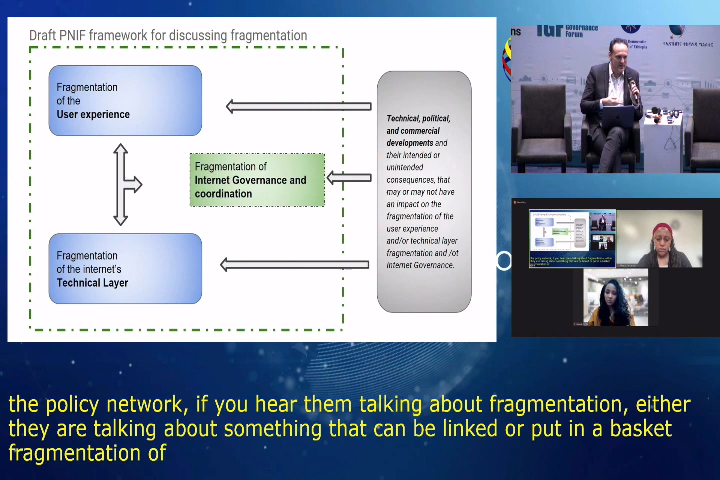 Draft PNIF framework for discussing fragmentation
Fragmentation
of the
User experience
Fragmentation of
Internet Governance and
coordination
Fragmentation
of the internet's
Technical Layer
Technical, political,
and commercial
developments and
their intended or
unintended
consequences, that
may or may not have
an impact on the
fragmentation of the
user experience
and/or technical layer
fragmentation and /ot
Internet Governance.
IGF
Governance
Forum
the policy network, if you hear them talking about fragmentation, either
they are talking about something that can be linked or put in a basket
fragmentation of